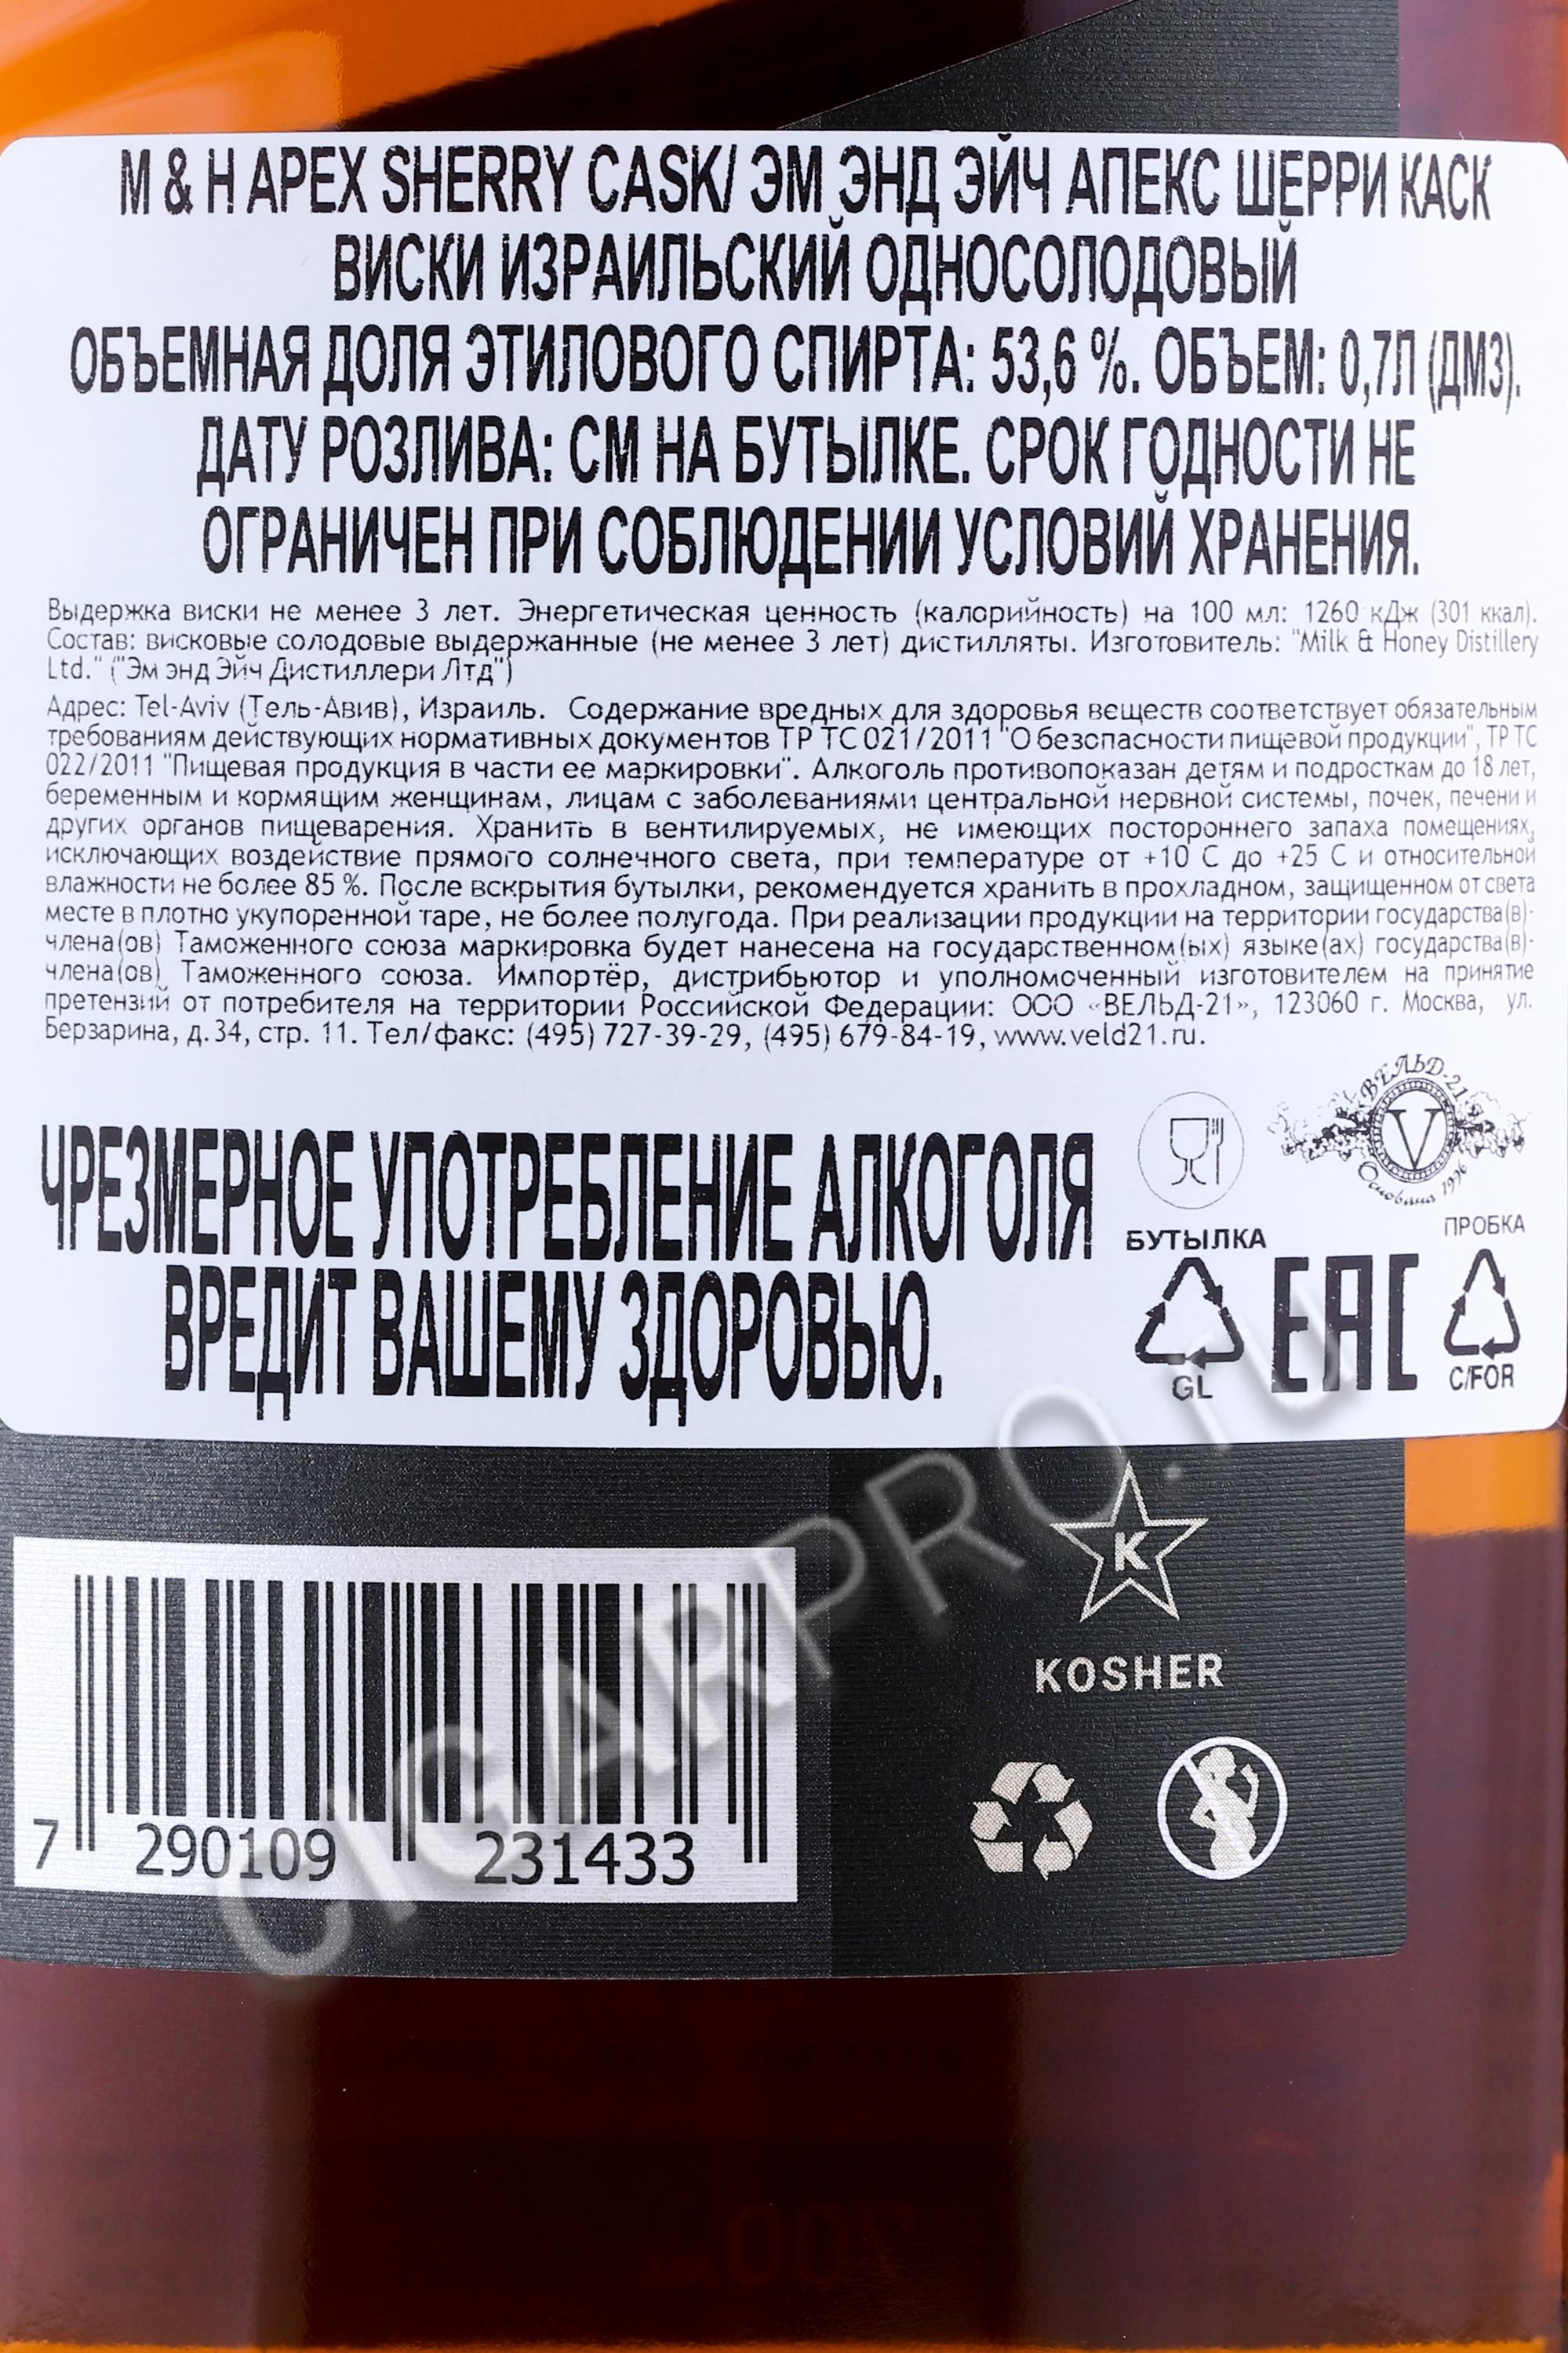 M & H APEX SHERRY CASK/ ЭМ ЭНД ЭЙЧ АПЕКС ШЕРРИ КАСК
ВИСКИ ИЗРАИЛЬСКИЙ ОДНОСОЛОДОВЫЙ
ОБЪЕМНАЯ ДОЛЯ ЭТИЛОВОГО СПИРТА: 53,6 %. ОБЪЕМ: 0,7Л (ДМ3).
ДАТУ РОЗЛИВА: СМ НА БУТЫЛКЕ. СРОК ГОДНОСТИ НЕ
ОГРАНИЧЕН ПРИ СОБЛЮДЕНИИ УСЛОВИЙ ХРАНЕНИЯ.
Выдержка виски не менее 3 лет. Энергетическая ценность (калорийность) на 100 мл: 1260 кДж (301 ккал).
Состав: висковые солодовые выдержанные (не менее 3 лет) дистилляты. Изготовитель: "Milk & Honey Distillery
Ltd." ("Эм энд Эйч Дистиллери Лтд")
Адрес: Tel-Aviv (Тель-Авив), Израиль. Содержание вредных для здоровья веществ соответствует обязательным
требованиям действующих нормативных документов ТР ТС 021/2011 "О безопасности пищевой продукции", ТР ТС
022/2011 "Пищевая продукция в части ее маркировки". Алкоголь противопоказан детям и подросткам до 18 лет,
беременным и кормящим женщинам, лицам с заболеваниями центральной нервной системы, почек, печени и
других органов пищеварения. Хранить в вентилируемых, не имеющих постороннего запаха помещениях,
исключающих воздействие прямого солнечного света, при температуре от +10 С до +25 С и относительной
влажности не более 85 %. После вскрытия бутылки, рекомендуется хранить в прохладном, защищенном от света
месте в плотно укупоренной таре, не более полугода. При реализации продукции на территории государства(в)-
члена(ов) Таможенного союза маркировка будет нанесена на государственном(ых) языке(ах) государства(в)-
члена(ов) Таможенного союза. Импортёр, дистрибьютор и уполномоченный изготовителем на принятие
претензий от потребителя на территории Российской Федерации: ООО «ВЕЛЬД-21», 123060 г. Москва, ул.
Берзарина, д.34, стр. 11. Тел/факс: (495) 727-39-29, (495) 679-84-19, www.veld21.ru.
ВЕЛЬД-21
V
Основана 1996
ЧРЕЗМЕРНОЕ УПОТРЕБЛЕНИЕ АЛКОГОЛЯ
ВРЕДИТ ВАШЕМУ ЗДОРОВЬЮ.
БУТЫЛКА
ПРОБКА
GL
EAC
C/FOR
K
KOSHER
7 290109 231433
CIGARPRO.ru